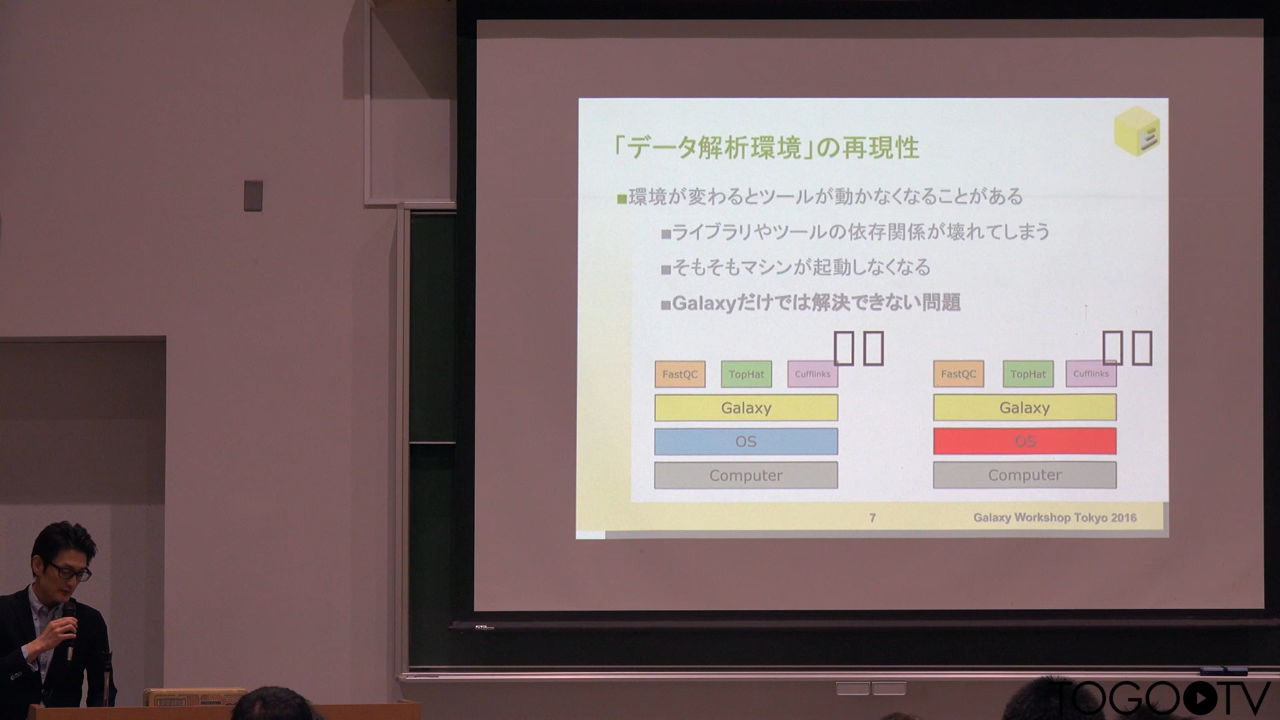 「データ解析環境」の再現性
■環境が変わるとツールが動かなくなることがある
■ライブラリやツールの依存関係が壊れてしまう
■そもそもマシンが起動しなくなる
■Galaxyだけでは解決できない問題
FastQC TopHat Cufflinks
Galaxy
OS
Computer
FastQC TopHat Cufflinks
Galaxy
OS
Computer
7 Galaxy Workshop Tokyo 2016
TOGOTV